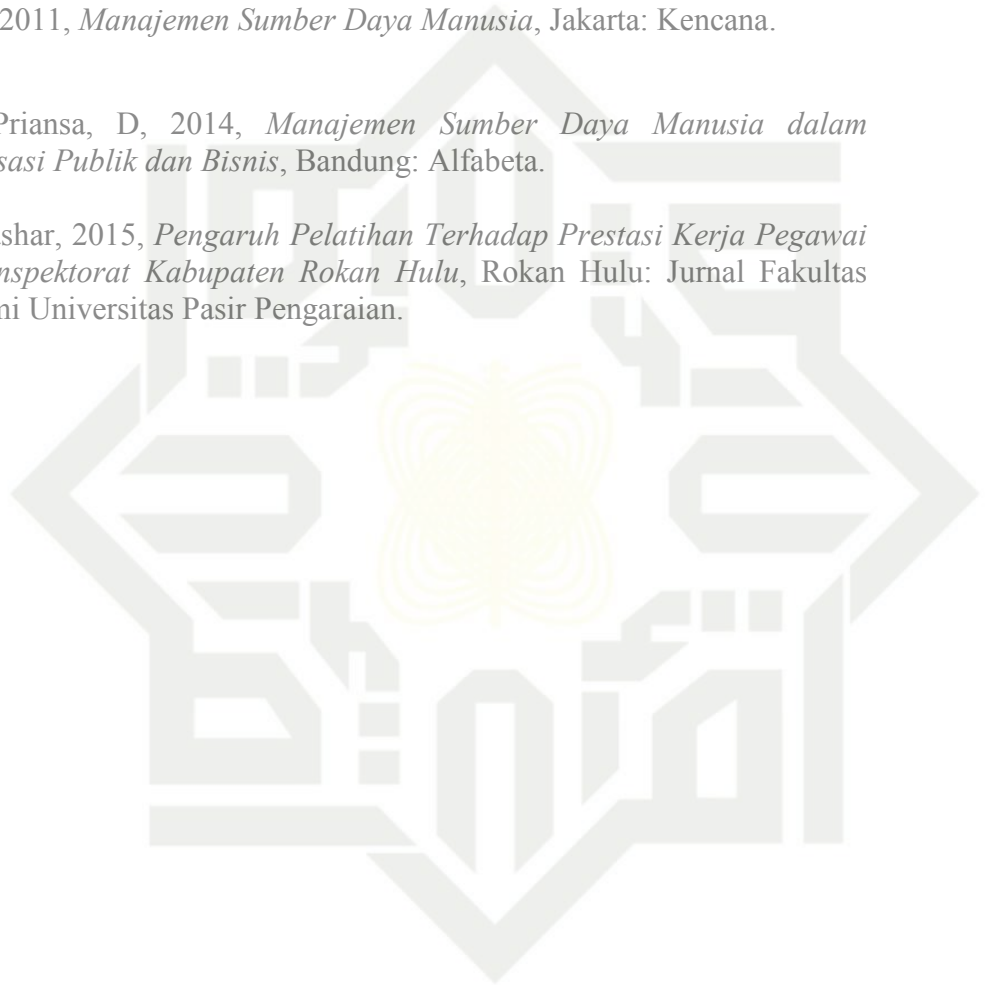 2011, Manajemen Sumber Daya Manusia, Jakarta: Kencana.
Priansa, D, 2014, Manajemen Sumber Daya Manusia dalam
sasi Publik dan Bisnis, Bandung: Alfabeta.
shar, 2015, Pengaruh Pelatihan Terhadap Prestasi Kerja Pegawai
nspektorat Kabupaten Rokan Hulu, Rokan Hulu: Jurnal Fakultas
mi Universitas Pasir Pengaraian.